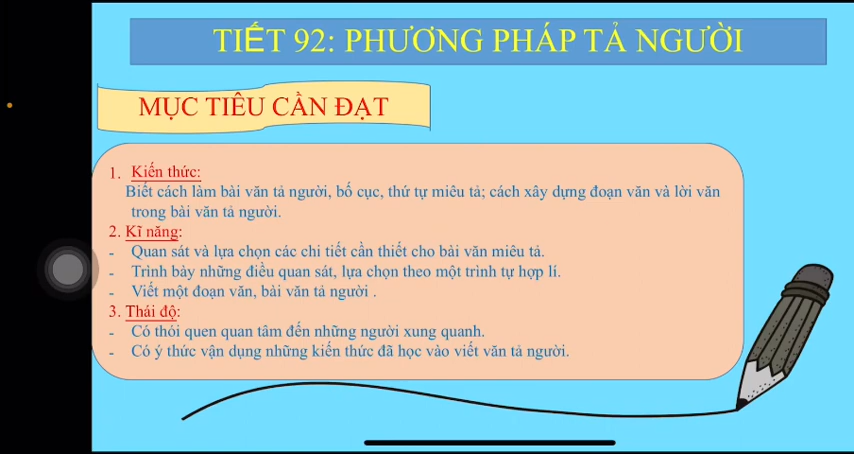 TIẾT 92: PHƯƠNG PHÁP TẢ NGƯỜI
MỤC TIÊU CẦN ĐẠT
1. Kiến thức:
Biết cách làm bài văn tả người, bố cục, thứ tự miêu tả; cách xây dựng đoạn văn và lời văn
trong bài văn tả người.
2. Kĩ năng:
- Quan sát và lựa chọn các chi tiết cần thiết cho bài văn miêu tả.
- Trình bày những điều quan sát, lựa chọn theo một trình tự hợp lí.
- Viết một đoạn văn, bài văn tả người .
3. Thái độ:
- Có thói quen quan tâm đến những người xung quanh.
- Có ý thức vận dụng những kiến thức đã học vào viết văn tả người.